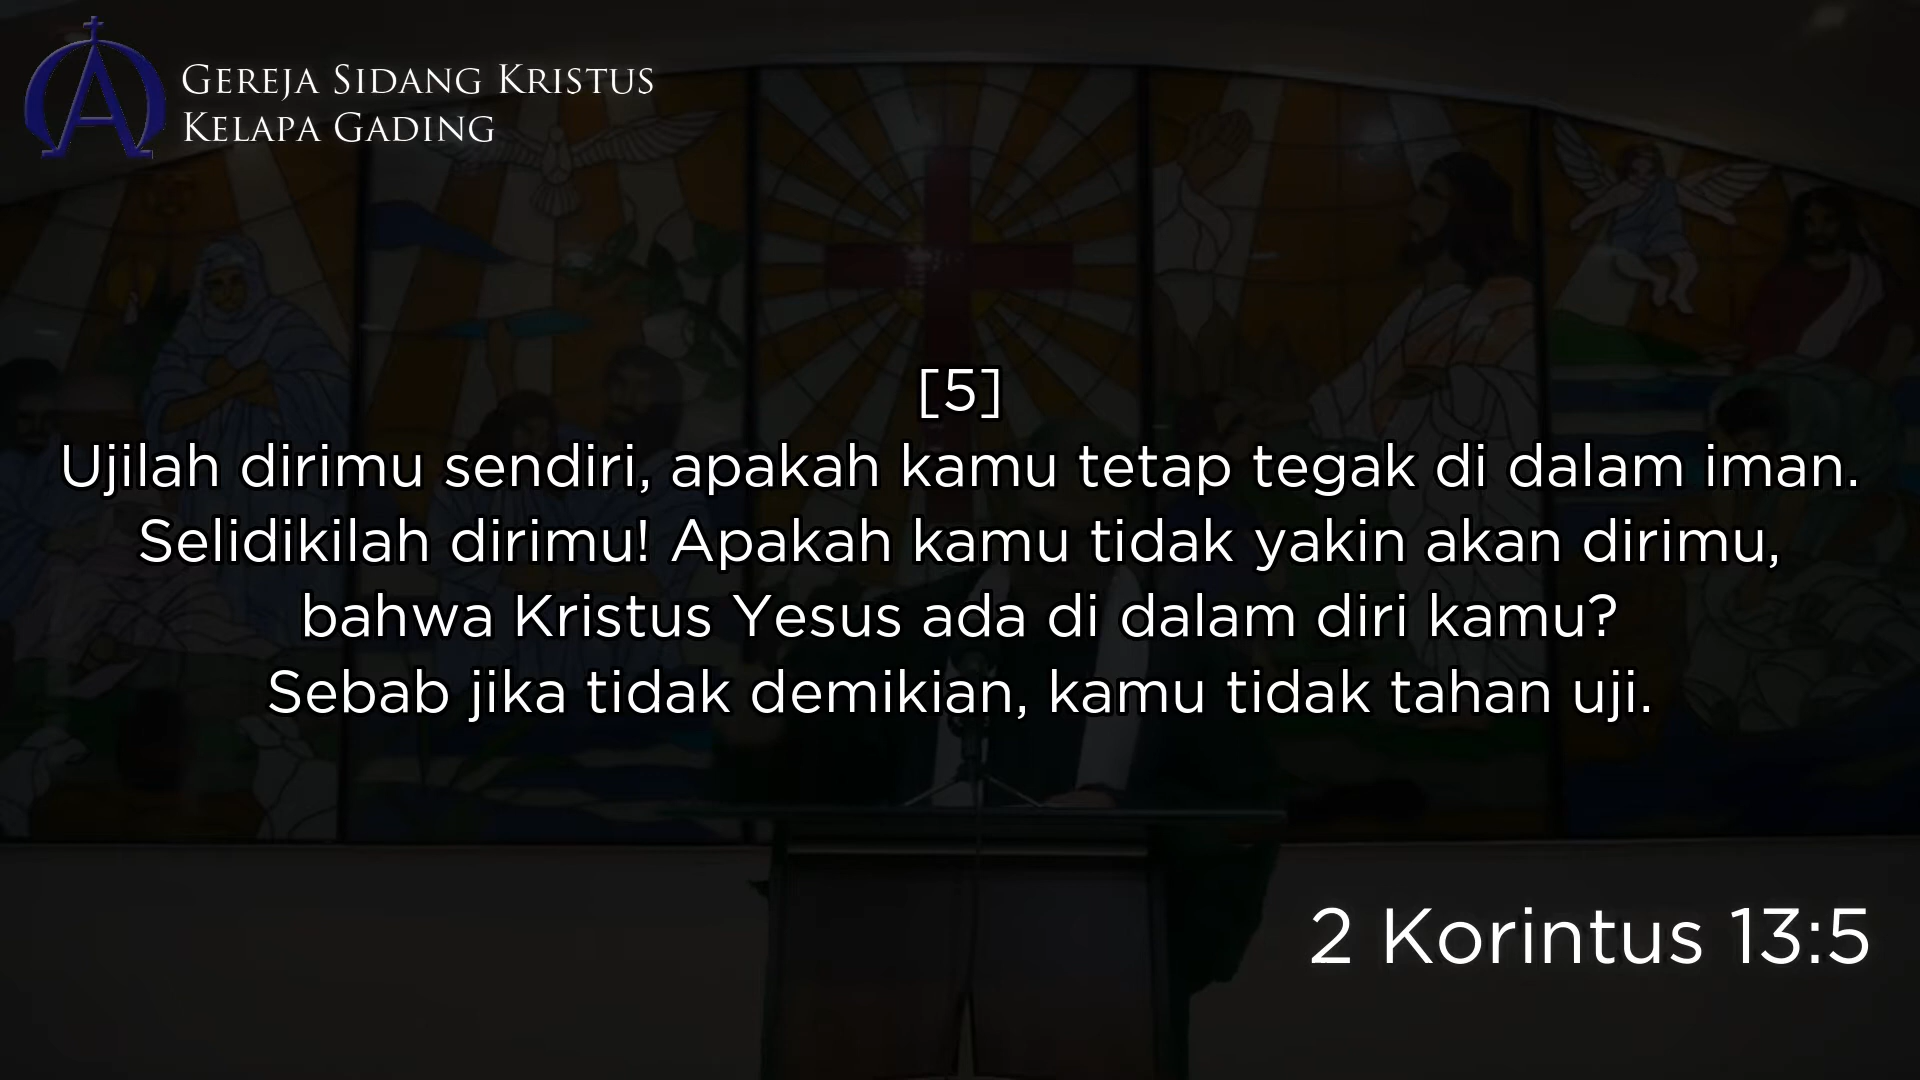 Gereja Sidang Kristus
Kelapa Gading
[5]
Ujilah dirimu sendiri, apakah kamu tetap tegak di dalam iman.
Selidikilah dirimu! Apakah kamu tidak yakin akan dirimu,
bahwa Kristus Yesus ada di dalam diri kamu?
Sebab jika tidak demikian, kamu tidak tahan uji.
2 Korintus 13:5